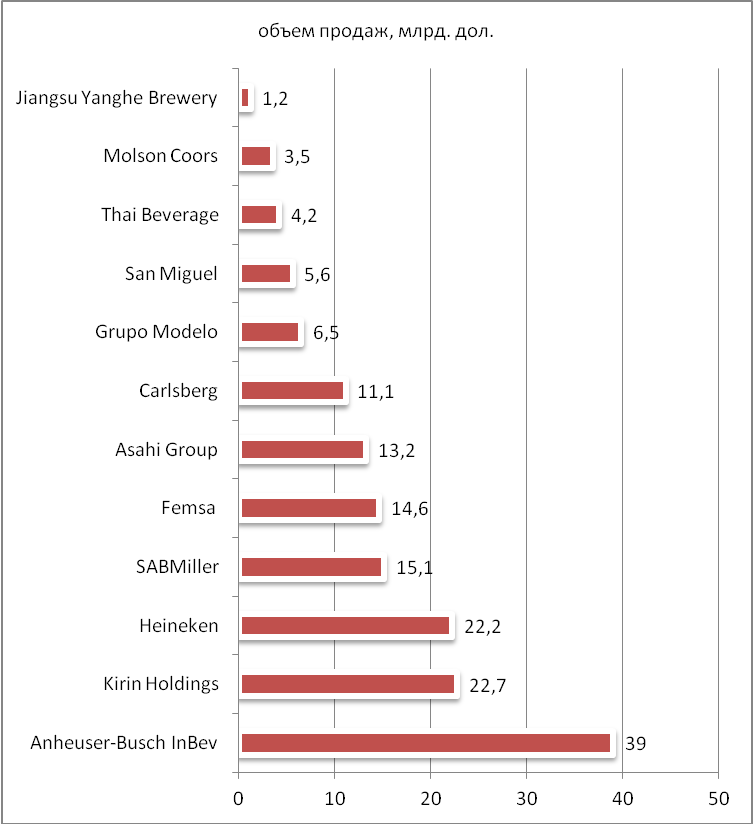 объем продаж, млрд. дол.
Jiangsu Yanghe Brewery 1,2
Molson Coors 3,5
Thai Beverage 4,2
San Miguel 5,6
Grupo Modelo 6,5
Carlsberg 11,1
Asahi Group 13,2
Femsa 14,6
SABMiller 15,1
Heineken 22,2
Kirin Holdings 22,7
Anheuser-Busch InBev 39
0 10 20 30 40 50